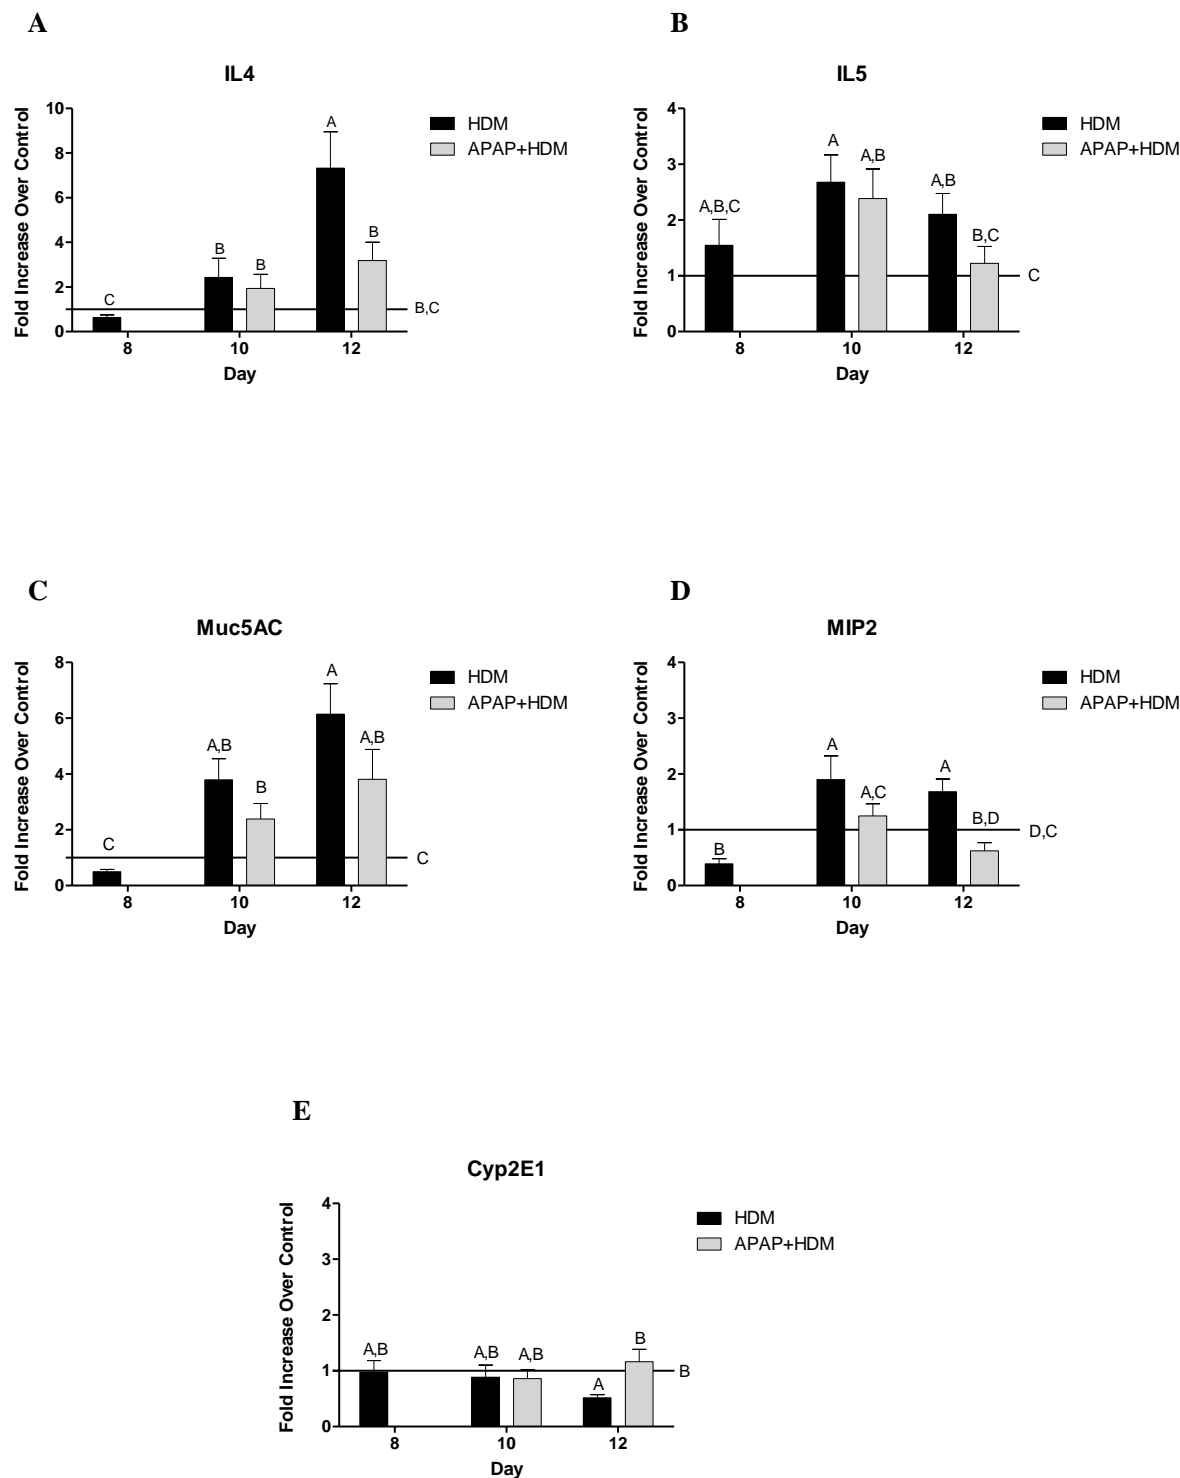 A
IL4
Fold Increase Over Control
10
8
6
4
2
0
C
B
B
A
B
B,C
8
10
12
Day
HDM
APAP+HDM
B
IL5
Fold Increase Over Control
4
3
2
1
0
A,B,C
A
A,B
A,B
B,C
C
8
10
12
Day
HDM
APAP+HDM
C
Muc5AC
Fold Increase Over Control
8
6
4
2
0
C
A,B
B
A
A,B
C
8
10
12
Day
HDM
APAP+HDM
D
MIP2
Fold Increase Over Control
4
3
2
1
0
B
A
A,C
A
B,D
D,C
8
10
12
Day
HDM
APAP+HDM
E
Cyp2E1
Fold Increase Over Control
4
3
2
1
0
A,B
A,B
A,B
A
B
B
8
10
12
Day
HDM
APAP+HDM